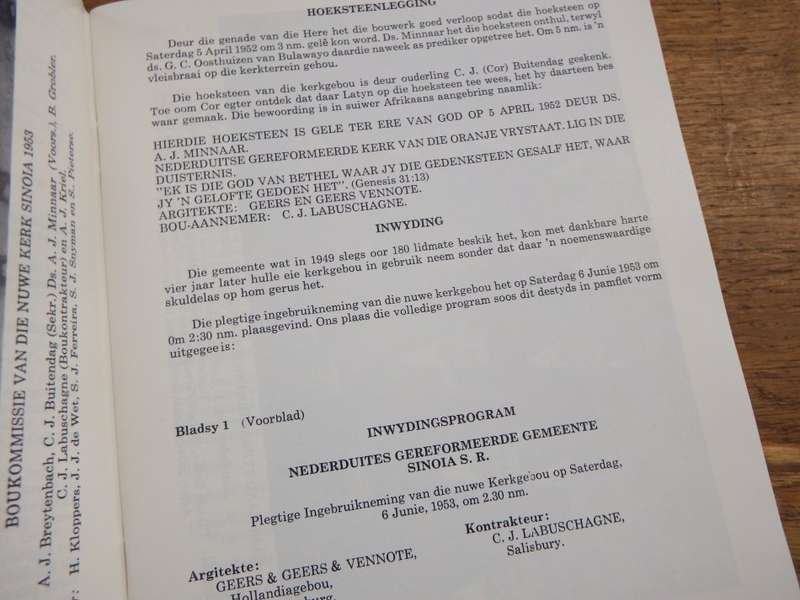 BOUKOMMISSIE VAN DIE NUWE KERK SINOIA 1953
A. J. Breytenbach, C. J. Buitendag (Sekr.) Ds. A. J. Minnaar (Voors.), B. Grobler.
C. J. Labuschagne (Boukontrakteur) en A. J. Kriel.
H. Kloppers, J. J. de Wet, S. J. Ferreira, S. J. Snyman en S. Pieterse.
HOEKSTEENLEGGING
Deur die genade van die Here het die bouwerk goed verloop sodat die hoeksteen op
Saterdag 5 April 1952 om 3 nm. gelê kon word. Ds. Minnaar het die hoeksteen onthul, terwyl
ds. G. C. Oosthuizen van Bulawayo daardie naweek as prediker opgetree het. Om 5 nm. is 'n
vleisbraai op die kerkterrein gehou.
Die hoeksteen van die kerkgebou is deur ouderling C. J. (Cor) Buitendag geskenk.
Toe oom Cor egter ontdek dat daar Latyn op die hoeksteen tee wees, het hy daarteen bes
waar gemaak. Die bewoording is in suiwer Afrikaans aangebring naamlik:
HIERDIE HOEKSTEEN IS GELE TER ERE VAN GOD OP 5 APRIL 1952 DEUR DS.
A. J. MINNAAR.
NEDERDUITSE GEREFORMEERDE KERK VAN DIE ORANJE VRYSTAAT. LIG IN DIE
DUISTERNIS.
"EK IS DIE GOD VAN BETHEL WAAR JY DIE GEDENKSTEEN GESALF HET, WAAR
JY 'N GELOFTE GEDOEN HET". (Genesis 31:13)
ARGITEKTE: GEERS EN GEERS VENNOTE.
BOU-AANNEMER: C. J. LABUSCHAGNE.
INWYDING
Die gemeente wat in 1949 slegs oor 180 lidmate beskik het, kon met dankbare harte
vier jaar later hulle eie kerkgebou in gebruik neem sonder dat daar 'n noemenswaardige
skuldelas op hom gerus het.
Die plegtige ingebruikneming van die nuwe kerkgebou het op Saterdag 6 Junie 1953 om
0m 2:30 nm. plaasgevind. Ons plaas die volledige program soos dit destyds in pamflet vorm
uitgegee is:
Bladsy 1 (Voorblad)
INWYDINGSPROGRAM
NEDERDUITES GEREFORMEERDE GEMEENTE
SINOIA S. R.
Plegtige Ingebruikneming van die nuwe Kerkgebou op Saterdag,
6 Junie, 1953, om 2.30 nm.
Argitekte:
GEERS & GEERS & VENNOTE,
Hollandiagebou,
Kontrakteur:
C. J. LABUSCHAGNE,
Salisbury.